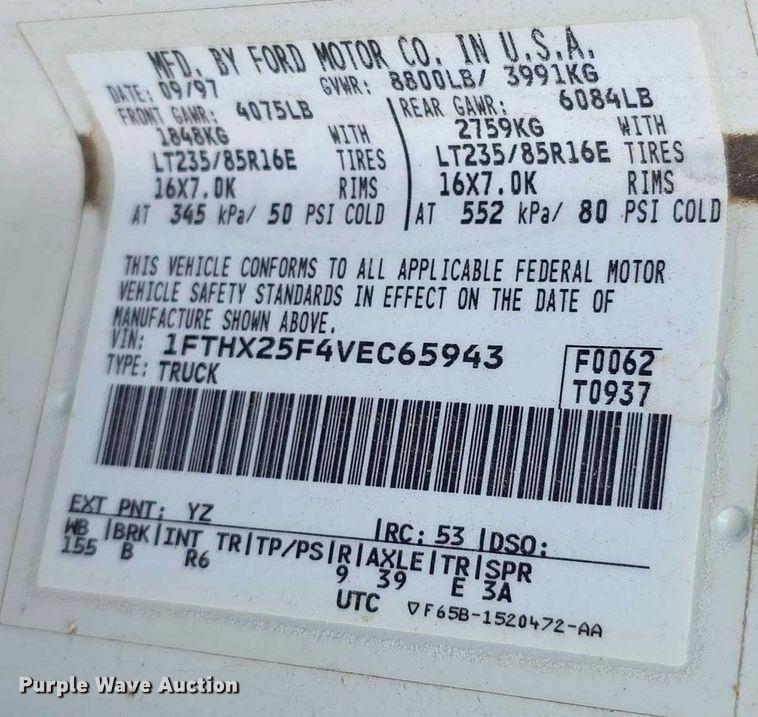 MFD. BY FORD MOTOR CO. IN U.S.A.
DATE: 09/97 GVWR: 8800LB/ 3991KG
FRONT GAWR: 4075LB REAR GAWR: 6084LB
1848KG WITH 2759KG WITH
LT235/85R16E TIRES LT235/85R16E TIRES
16X7.0K RIMS 16X7.0K RIMS
AT 345 kPa/ 50 PSI COLD AT 552 kPa/ 80 PSI COLD
THIS VEHICLE CONFORMS TO ALL APPLICABLE FEDERAL MOTOR
VEHICLE SAFETY STANDARDS IN EFFECT ON THE DATE OF
MANUFACTURE SHOWN ABOVE.
VIN: 1FTHX25F4VEC65943 F0062
TYPE: TRUCK T0937
EXT PNT: YZ RC: 53 DSO:
WB BRK INT TR TP/PS R AXLE TR SPR
155 B R6 9 39 E 3A
UTC ▽F65B-1520472-AA
Purple Wave Auction